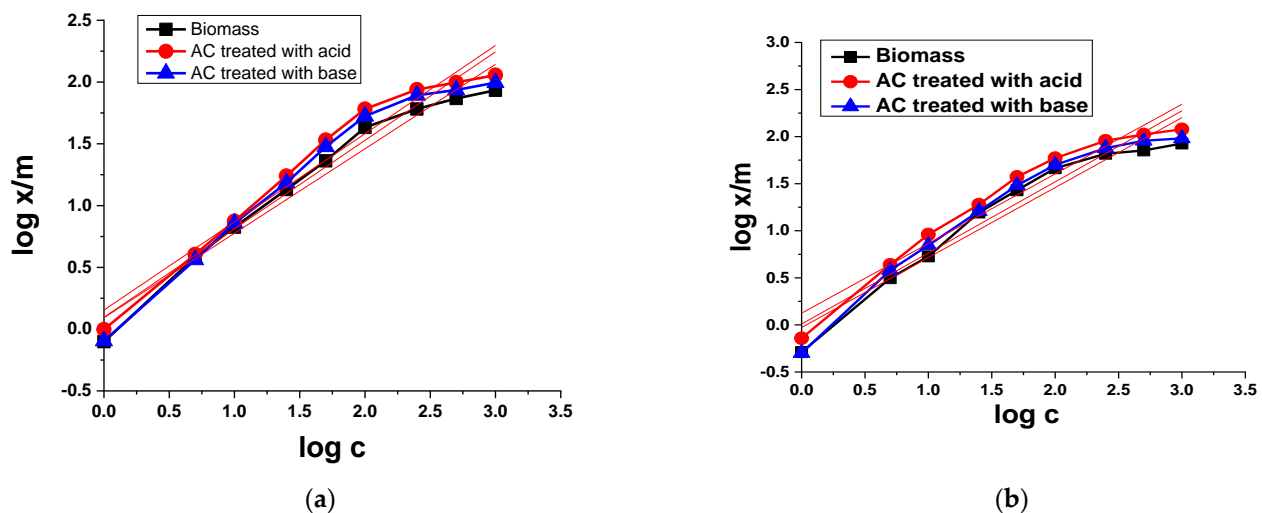 Biomass
AC treated with acid
AC treated with base
log x/m
2.5
2.0
1.5
1.0
0.5
0.0
-0.5
0.0 0.5 1.0 1.5 2.0 2.5 3.0 3.5
log c
(a)
Biomass
AC treated with acid
AC treated with base
log x/m
3.0
2.5
2.0
1.5
1.0
0.5
0.0
-0.5
0.0 0.5 1.0 1.5 2.0 2.5 3.0 3.5
log c
(b)